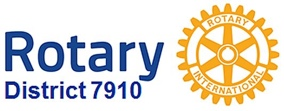 Rotary
District 7910
ROTARY
INTERNATIONAL